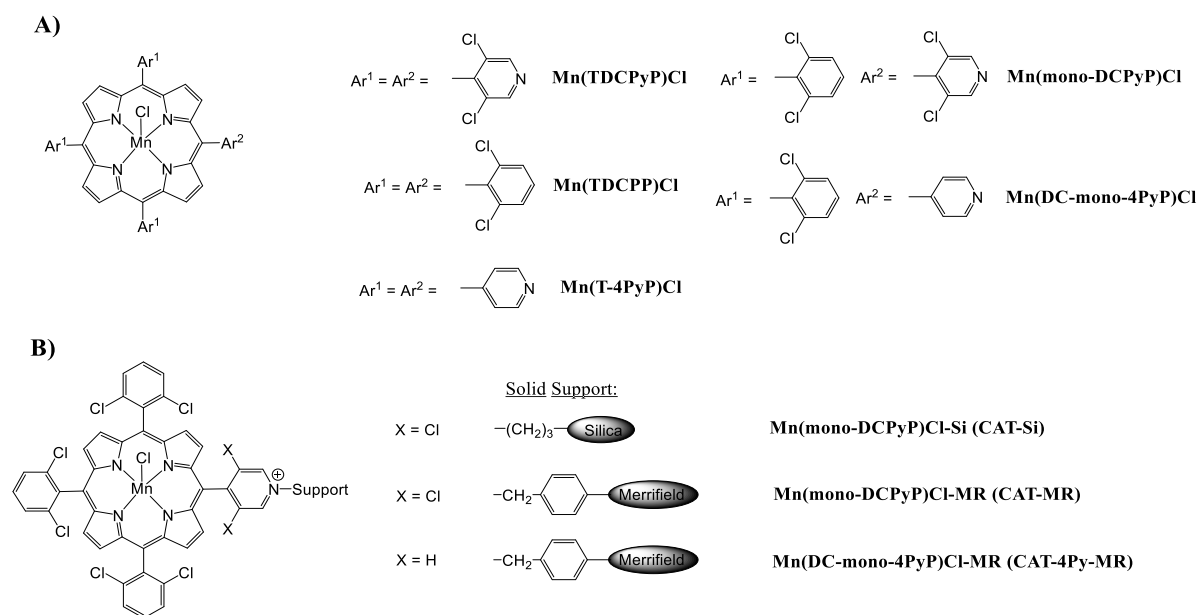 A)
Ar¹
Cl
N N
Ar¹ Mn Ar²
N N
Ar¹
Cl
Ar¹ = Ar² = N Mn(TDCPyP)Cl
Cl
Cl
Ar¹ =
Cl
Cl
Ar² = N Mn(mono-DCPyP)Cl
Cl
Cl
Ar¹ = Ar² = Mn(TDCPP)Cl
Cl
Cl
Ar¹ =
Cl
Ar² = N Mn(DC-mono-4PyP)Cl
Ar¹ = Ar² = N Mn(T-4PyP)Cl
B)
Cl Cl
Cl
Cl X
N N
Mn N⊕–Support
N N
Cl X
Cl Cl
Solid Support:
X = Cl –(CH₂)₃– Silica Mn(mono-DCPyP)Cl-Si (CAT-Si)
X = Cl –CH₂ Merrifield Mn(mono-DCPyP)Cl-MR (CAT-MR)
X = H –CH₂ Merrifield Mn(DC-mono-4PyP)Cl-MR (CAT-4Py-MR)